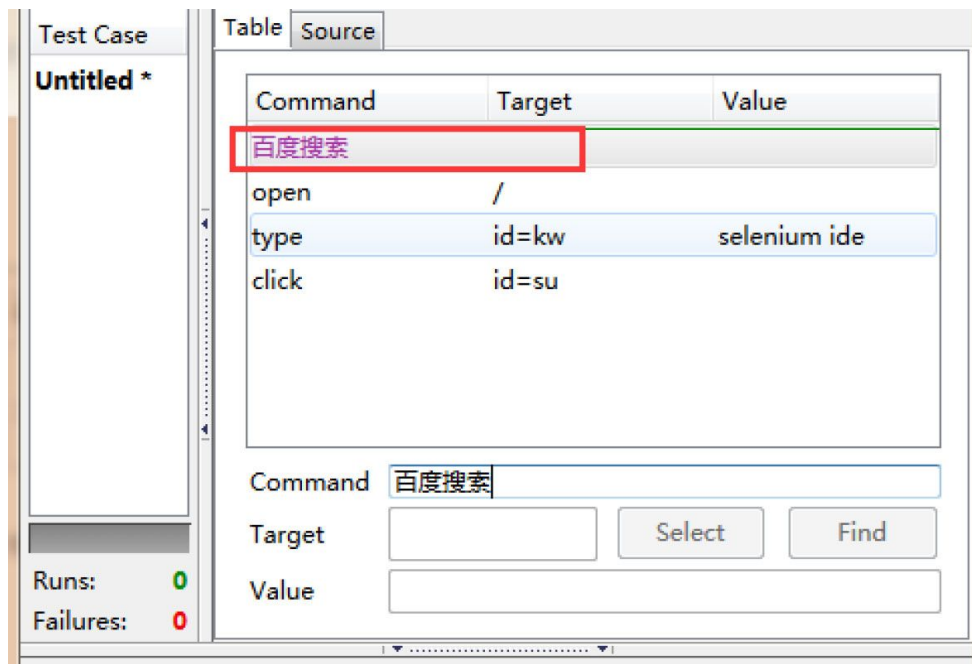 Test Case
Untitled *
Table Source
Command Target Value
百度搜索
open /
type id=kw selenium ide
click id=su
Command 百度搜索
Target Select Find
Value
Runs: 0
Failures: 0